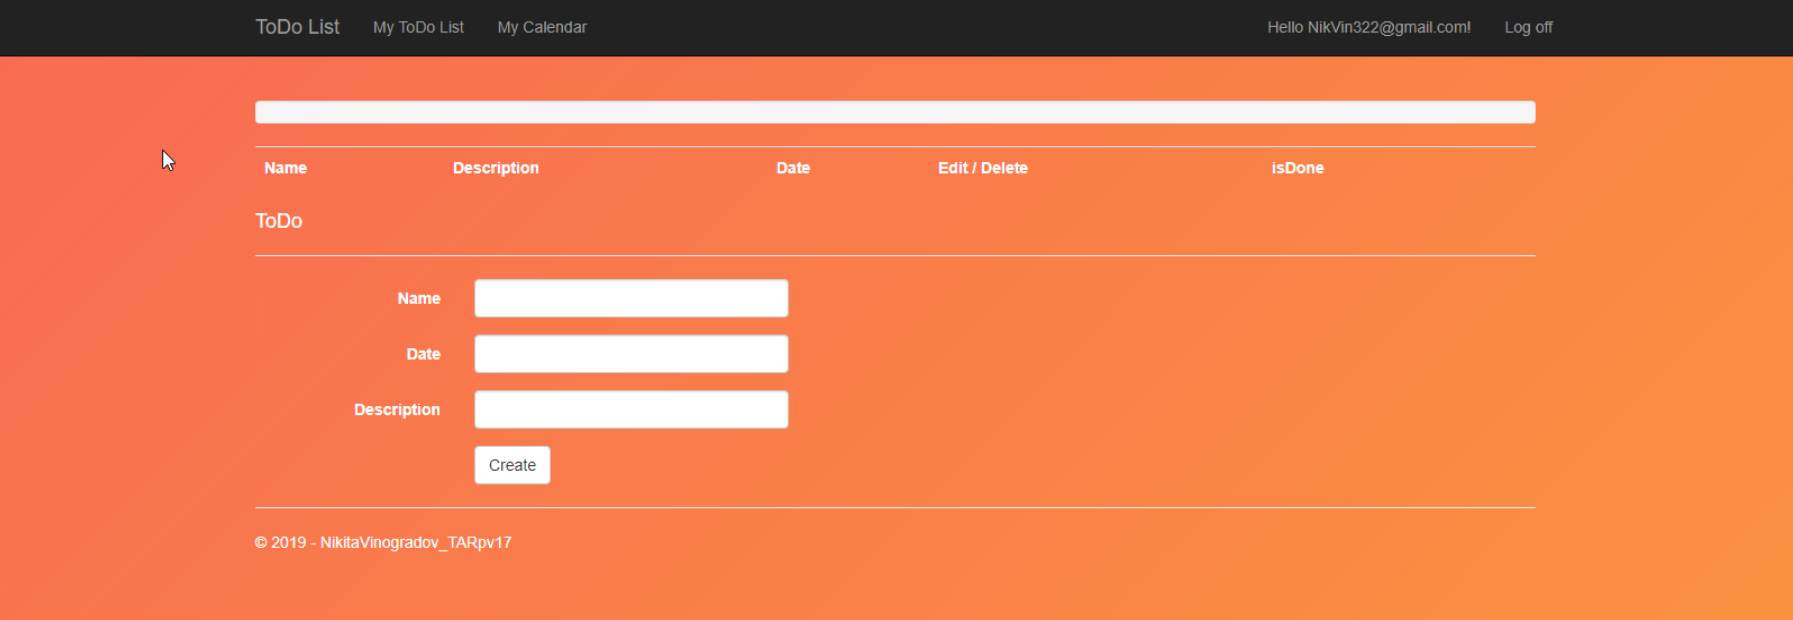 ToDo List My ToDo List My Calendar Hello NikVin322@gmail.com! Log off
Name Description Date Edit / Delete isDone
ToDo
Name
Date
Description
Create
© 2019 - NikitaVinogradov_TARpv17